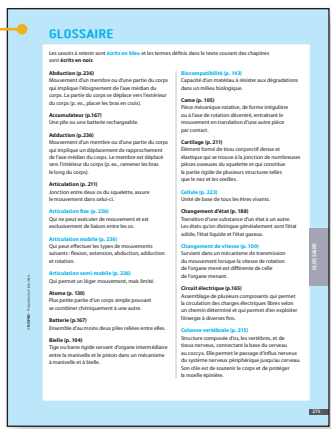 GLOSSAIRE
Les savoirs à retenir sont écrits en bleu et les termes définis dans le texte courant des chapitres
sont écrits en noir.
Abduction (p.236)
Mouvement d'un membre ou d'une partie du corps
qui implique l'éloignement de l'axe médian du
corps. La partie du corps se déplace vers l'extérieur
du corps (p. ex., placer les bras en croix).
Accumulateur (p.167)
Une pile ou une batterie rechargeable.
Adduction (p.236)
Mouvement d'un membre ou d'une partie du corps
qui implique un déplacement de rapprochement
de l'axe médian du corps. Le membre est déplacé
vers l'intérieur du corps (p. ex., ramener les bras
le long du corps).
Articulation (p. 211)
Jonction entre deux os du squelette, assure
le mouvement dans celui-ci.
Articulation fixe (p. 236)
Qui ne peut exécuter de mouvement et est
exclusivement de liaison entre les os.
Articulation mobile (p. 236)
Qui peut effectuer les types de mouvements
suivants : flexion, extension, abduction, adduction
et rotation.
Articulation semi-mobile (p. 236)
Qui permet un léger mouvement, mais limité.
Atome (p. 130)
Plus petite partie d'un corps simple pouvant
se combiner chimiquement à une autre.
Batterie (p.167)
Ensemble d'au moins deux piles reliées entre elles.
Bielle (p. 104)
Tige ou barre rigide servant d'organe intermédiaire
entre la manivelle et le piston dans un mécanisme
à manivelle et à bielle.
Biocompatibilité (p. 143)
Capacité d'un matériau à résister aux dégradations
dans un milieu biologique.
Came (p. 105)
Pièce mécanique rotative, de forme irrégulière
ou à l'axe de rotation décentré, entraînant le
mouvement en translation d'une autre pièce
par contact.
Cartilage (p. 211)
Élément formé de tissu conjonctif dense et
élastique qui se trouve à la jonction de nombreuses
pièces osseuses du squelette et qui constitue
la partie rigide de plusieurs structures telles
que le nez et les oreilles.
Cellule (p. 223)
Unité de base de tous les êtres vivants.
Changement d'état (p. 188)
Transition d'une substance d'un état à un autre.
Les états qu'on distingue généralement sont l'état
solide, l'état liquide et l'état gazeux.
Changement de vitesse (p. 100)
Survient dans un mécanisme de transmission
du mouvement lorsque la vitesse de rotation
de l'organe mené est différente de celle
de l'organe menant.
Circuit électrique (p.165)
Assemblage de plusieurs composants qui permet
la circulation des charges électriques libres selon
un chemin déterminé et qui permet d'en exploiter
l'énergie à diverses fins.
Colonne vertébrale (p. 215)
Structure composée d'os, les vertèbres, et de
tissus nerveux, connectant la base du cerveau
au coccyx. Elle permet le passage d'influx nerveux
du système nerveux périphérique jusqu'au cerveau.
Son rôle est de soutenir le corps et de protéger
la moelle épinière.
GLOSSAIRE
275